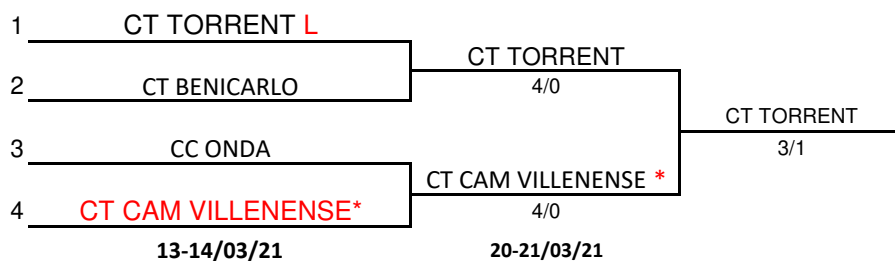 1 CT TORRENT L
CT TORRENT
2 CT BENICARLO
4/0
CT TORRENT
3/1
3 CC ONDA
CT CAM VILLENENSE *
4 CT CAM VILLENENSE*
4/0
13-14/03/21
20-21/03/21